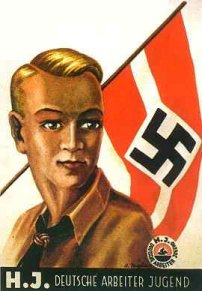 H.J. DEUTSCHE ARBEITER JUGEND